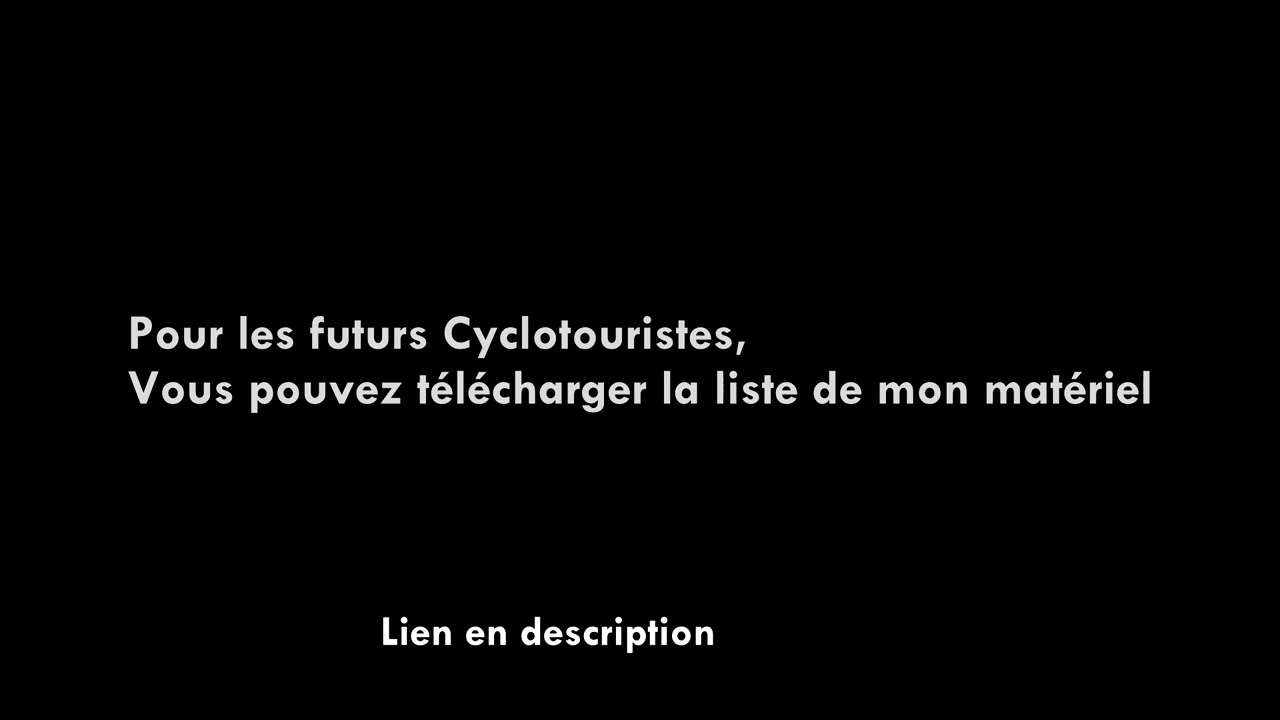 Pour les futurs Cyclotouristes,
Vous pouvez télécharger la liste de mon matériel
Lien en description